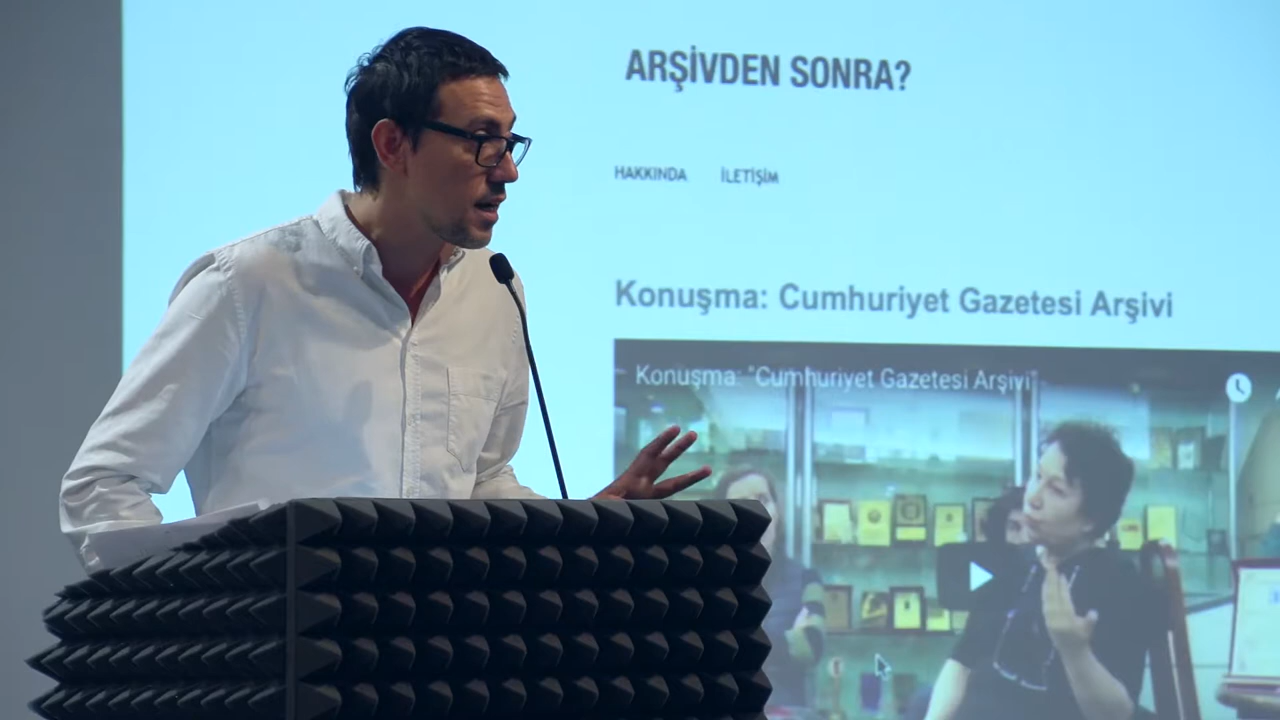 ARŞİVDEN SONRA?
HAKKINDA İLETİŞİM
Konuşma: Cumhuriyet Gazetesi Arşivi
Konuşma: "Cumhuriyet Gazetesi Arşivi